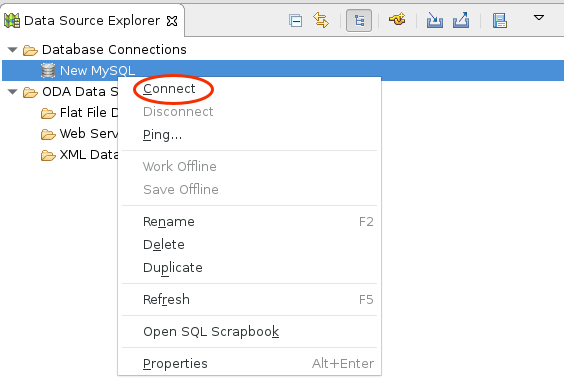 Data Source Explorer
Database Connections
New MySQL
ODA Data S
Flat File D
Web Serv
XML Data
Connect
Disconnect
Ping...
Work Offline
Save Offline
Rename F2
Delete
Duplicate
Refresh F5
Open SQL Scrapbook
Properties Alt+Enter